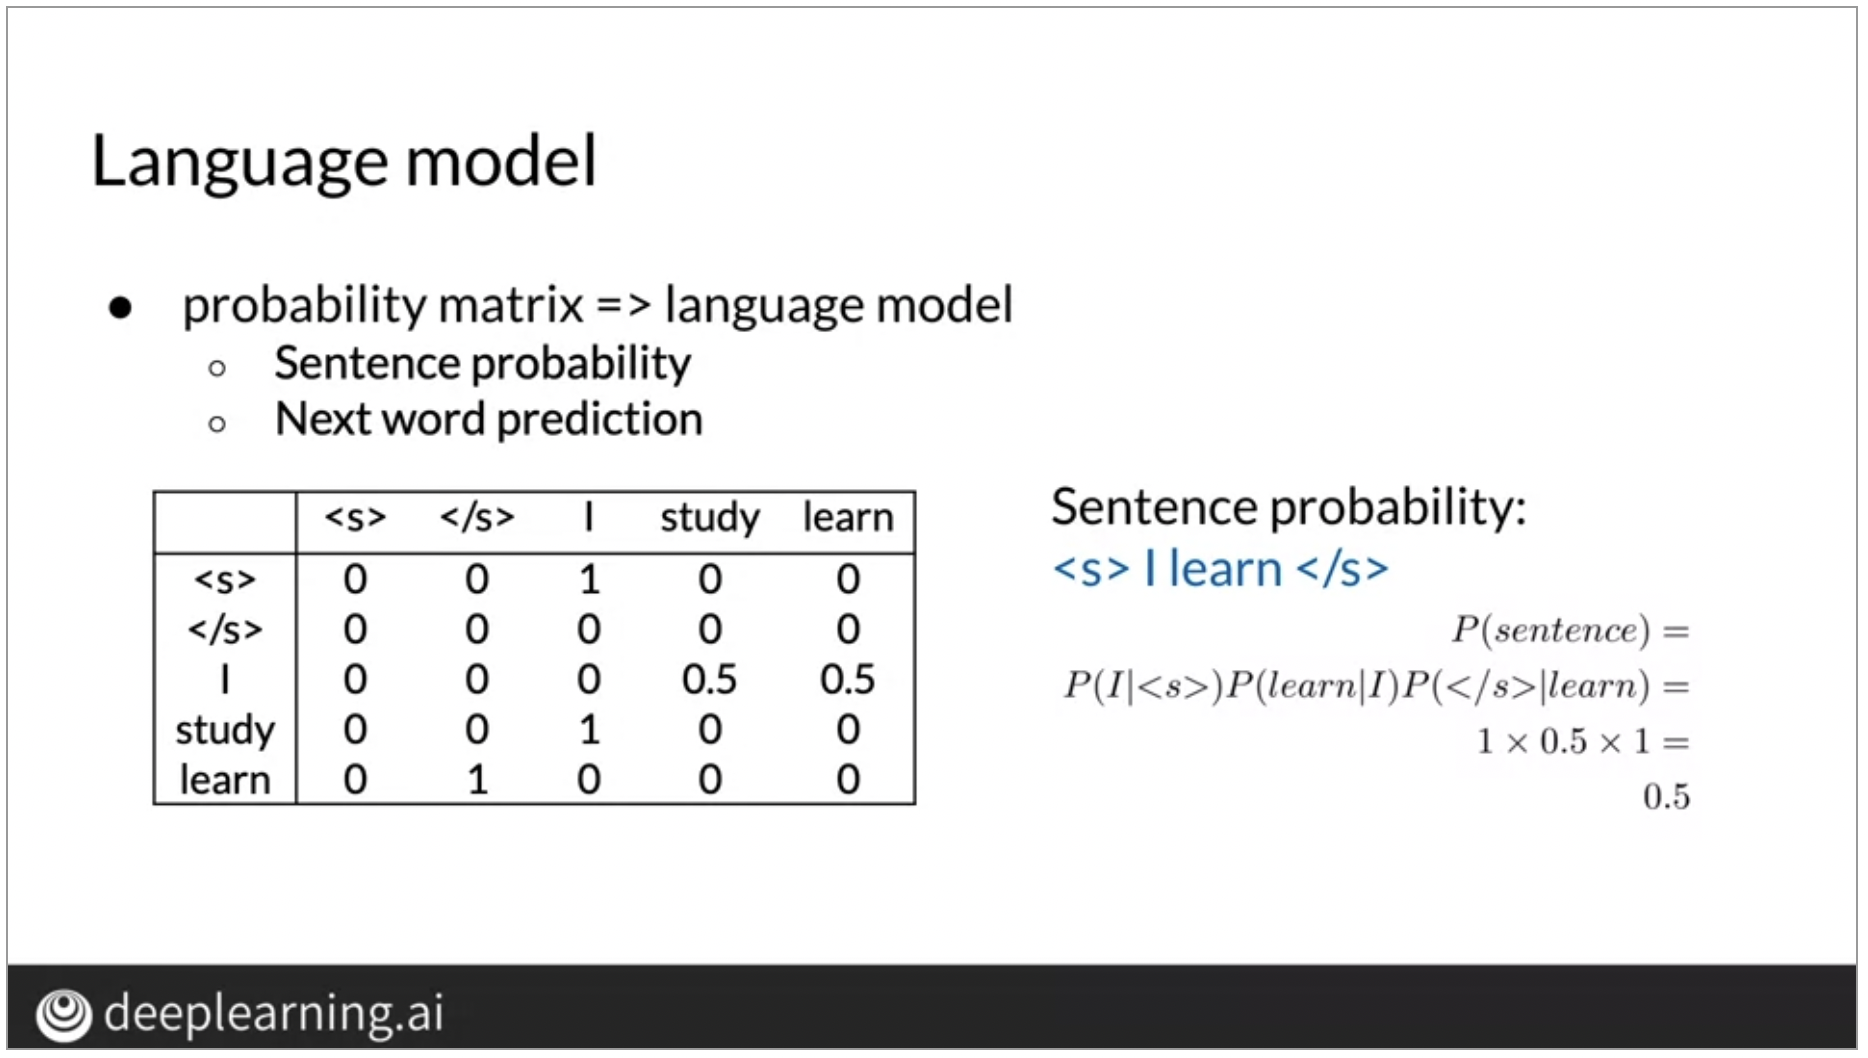 Language model
● probability matrix => language model
○ Sentence probability
○ Next word prediction
<s> </s> I study learn
<s> 0 0 1 0 0
</s> 0 0 0 0 0
I 0 0 0 0.5 0.5
study 0 0 1 0 0
learn 0 1 0 0 0
Sentence probability:
<s> I learn </s>
P(sentence) =
P(I|<s>)P(learn|I)P(</s>|learn) =
1 × 0.5 × 1 =
0.5
deeplearning.ai